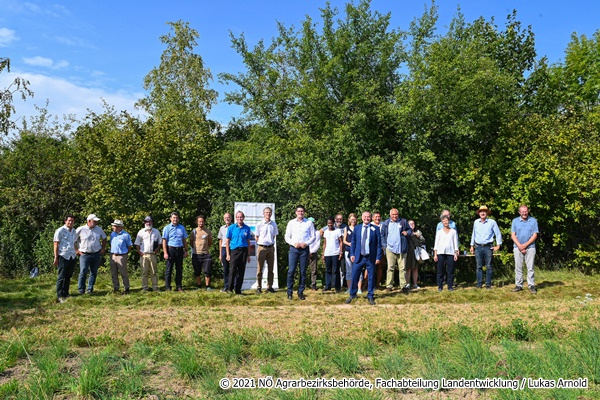 © 2021 NÖ Agrarbezirksbehörde, Fachabteilung Landentwicklung / Lukas Arnold